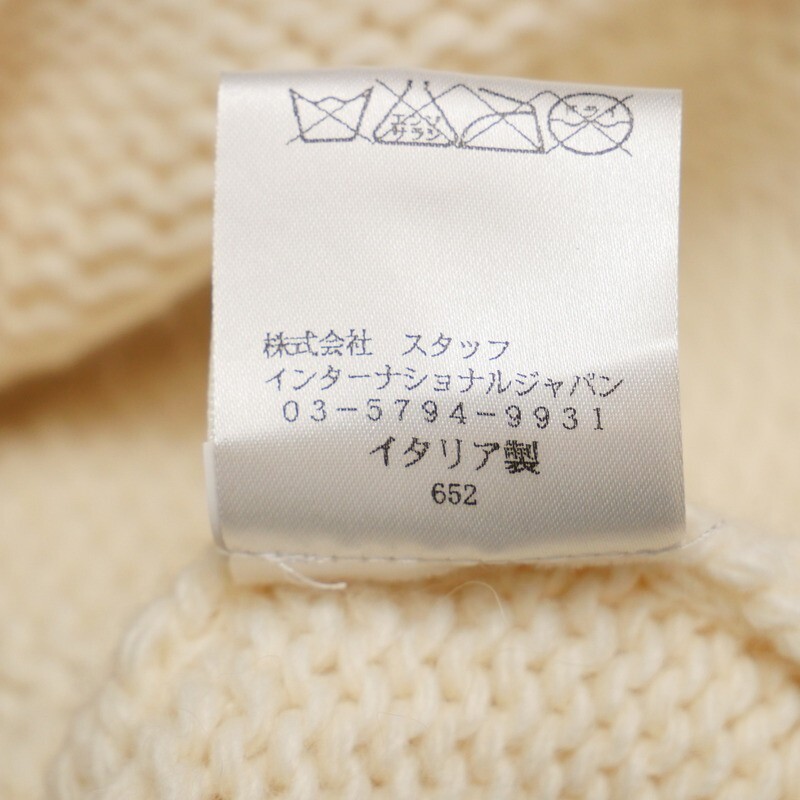 エンソ
サラシ
株式会社　スタッフ
インターナショナルジャパン
03-5794-9931
イタリア製
652